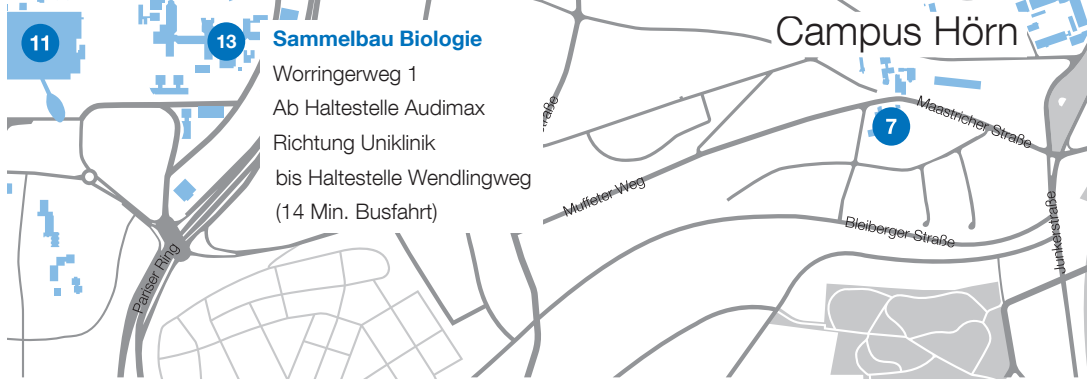 Campus Hörn
11
13
Sammelbau Biologie
Worringerweg 1
Ab Haltestelle Audimax
Richtung Uniklinik
bis Haltestelle Wendlingweg
(14 Min. Busfahrt)
raße
7
Maastricher Straße
Muffeter Weg
Bleiberger Straße
Junkerstraße
Pariser Ring